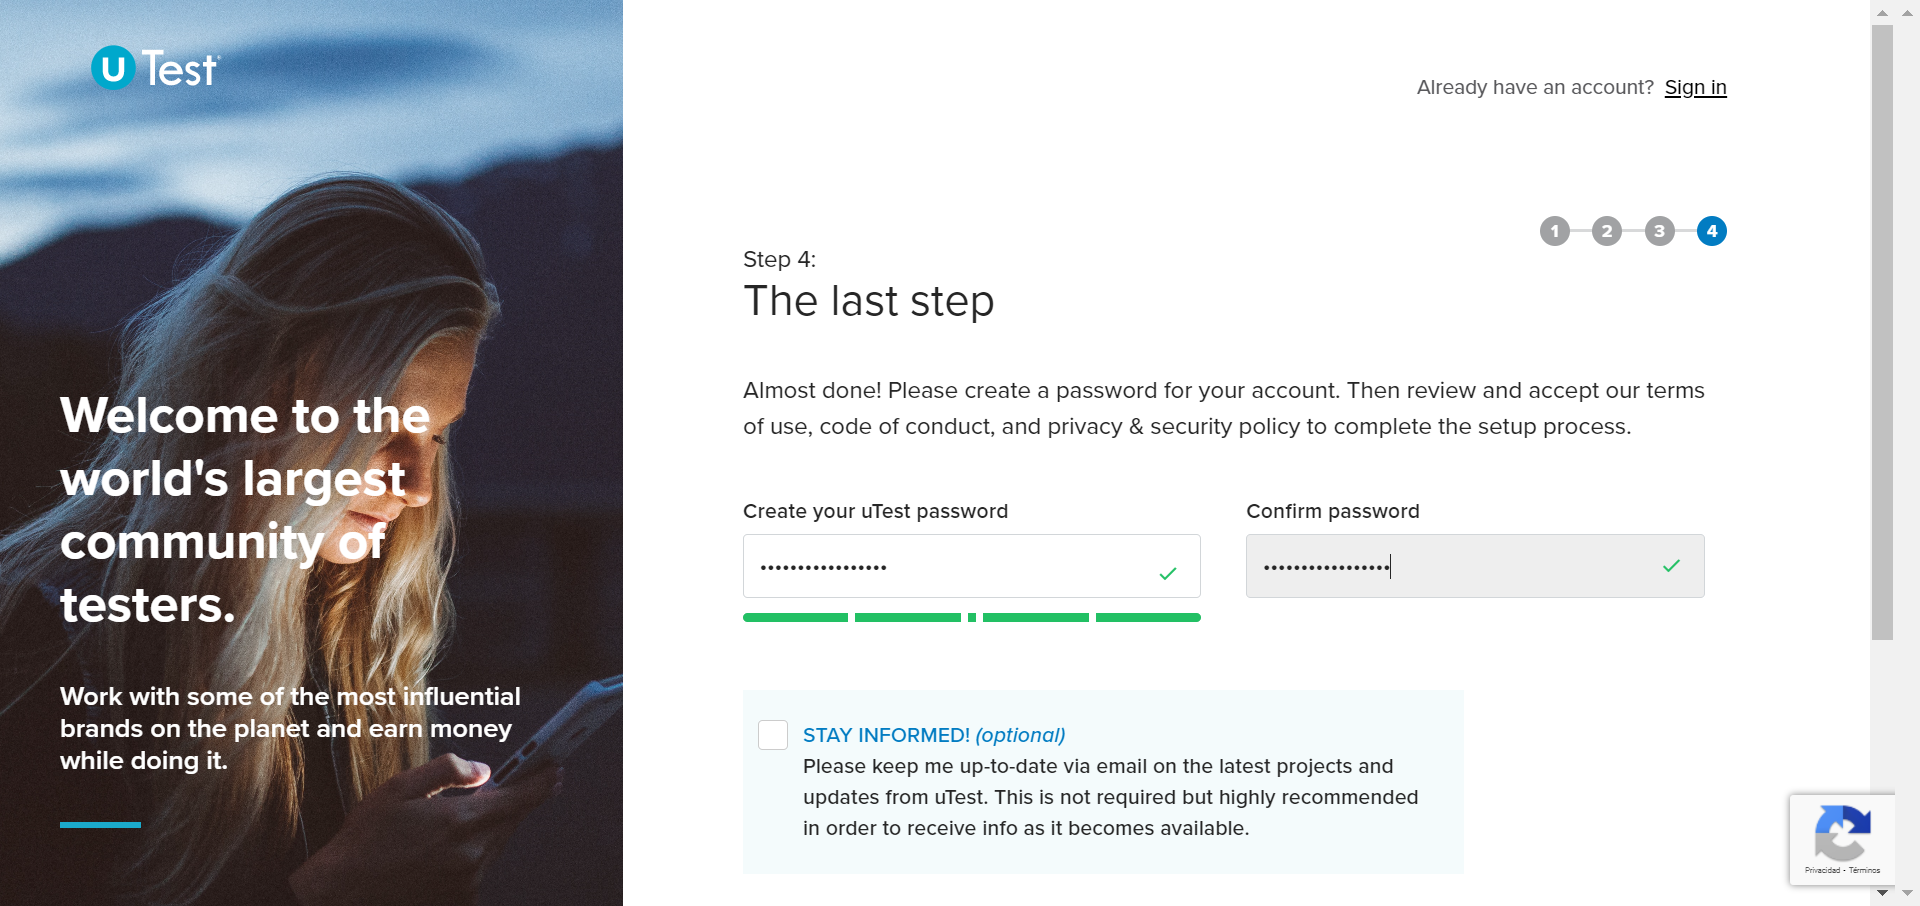 uTest
Welcome to the
world's largest
community of
testers.
Work with some of the most influential
brands on the planet and earn money
while doing it.
Already have an account? Sign in
1 2 3 4
Step 4:
The last step
Almost done! Please create a password for your account. Then review and accept our terms
of use, code of conduct, and privacy & security policy to complete the setup process.
Create your uTest password
Confirm password
STAY INFORMED! (optional)
Please keep me up-to-date via email on the latest projects and
updates from uTest. This is not required but highly recommended
in order to receive info as it becomes available.
Privacidad - Términos